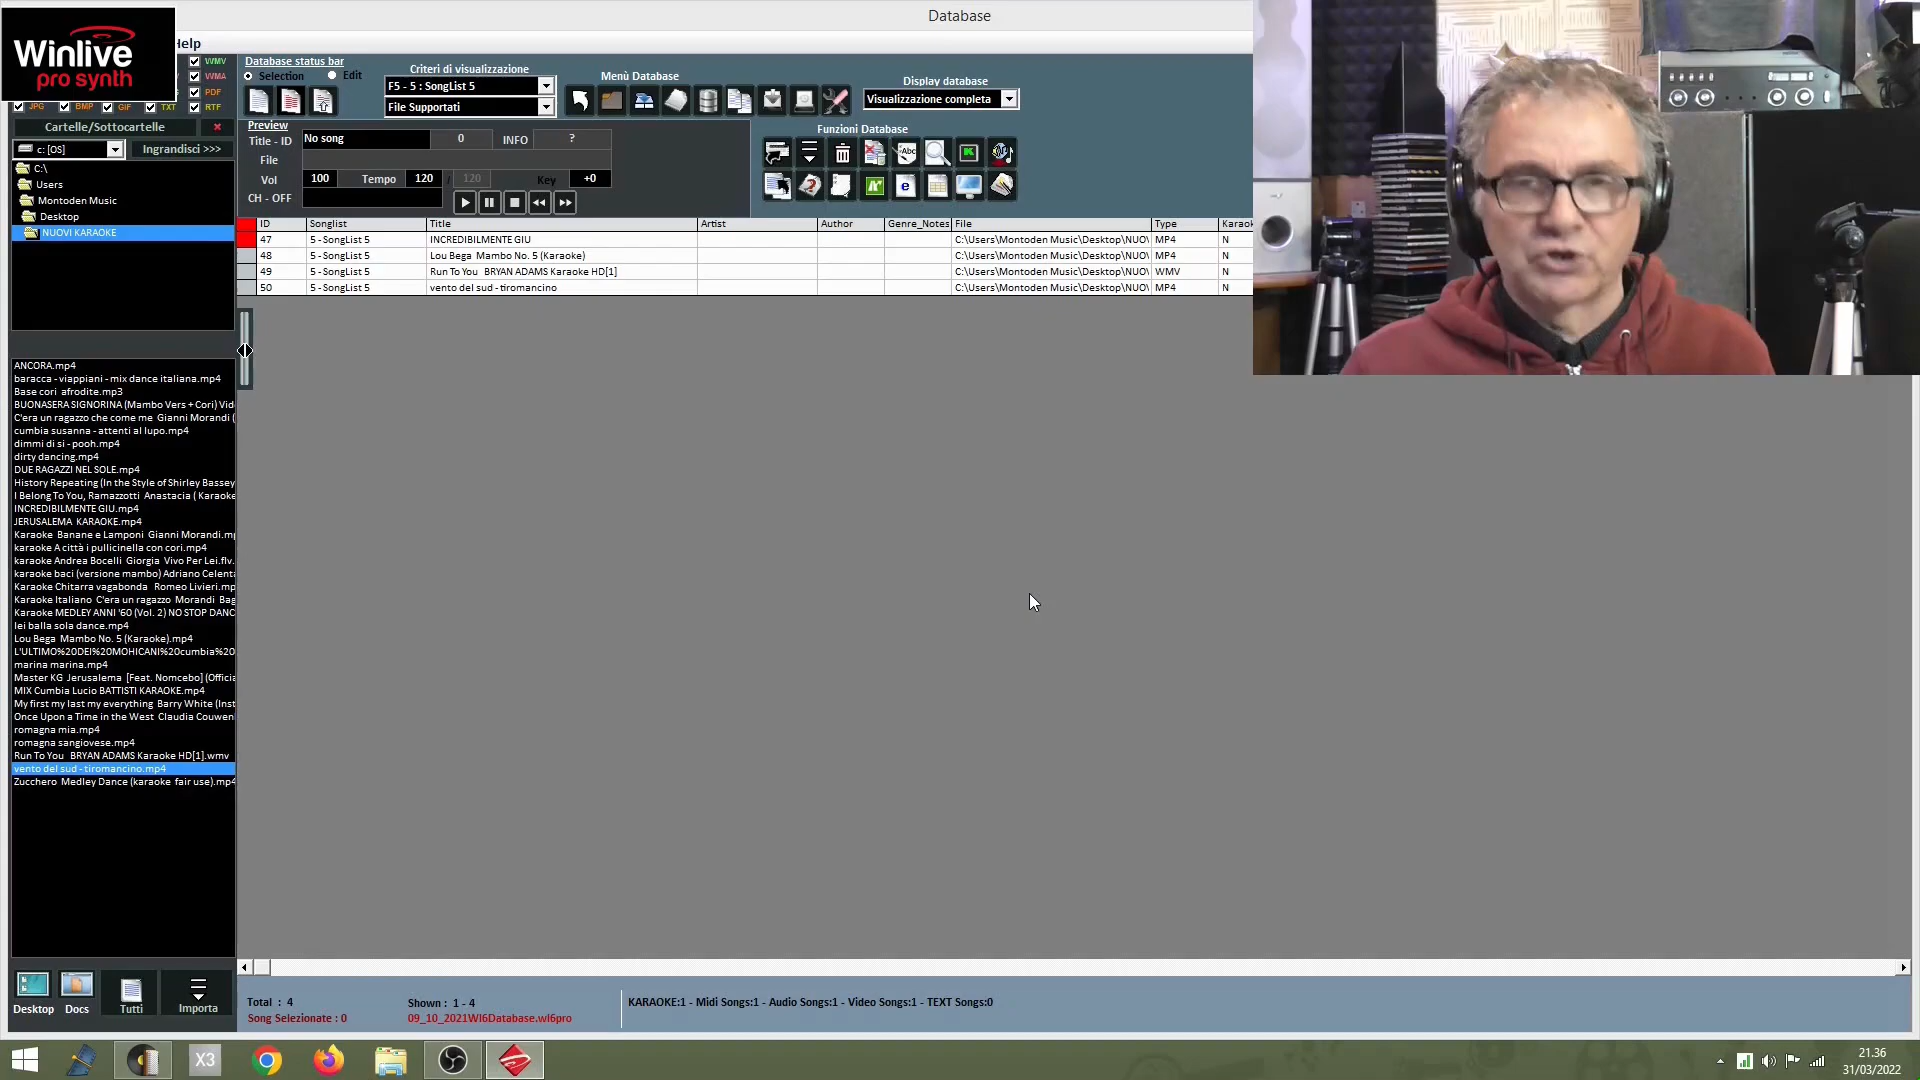 Database
Winlive
pro synth
Help
WMV
WMA
PDF
JPG BMP GIF TXT RTF
Cartelle/Sottocartelle
c: [OS] Ingrandisci >>>
C:\
Users
Montoden Music
Desktop
NUOVI KARAOKE
Database status bar
Selection Edit
Criteri di visualizzazione
F5 - 5 : SongList 5
File Supportati
Menù Database
Display database
Visualizzazione completa
Funzioni Database
Preview
Title - ID No song 0 INFO ?
File
Vol 100 Tempo 120 / 120 Key +0
CH - OFF
ID Songlist Title Artist Author Genre_Notes File Type Karaok
47 5 - SongList 5 INCREDIBILMENTE GIU C:\Users\Montoden Music\Desktop\NUO\ MP4 N
48 5 - SongList 5 Lou Bega Mambo No. 5 (Karaoke) C:\Users\Montoden Music\Desktop\NUO\ MP4 N
49 5 - SongList 5 Run To You BRYAN ADAMS Karaoke HD[1] C:\Users\Montoden Music\Desktop\NUO\ WMV N
50 5 - SongList 5 vento del sud - tiromancino C:\Users\Montoden Music\Desktop\NUO\ MP4 N
ANCORA.mp4
baracca - viappiani - mix dance italiana.mp4
Base cori afrodite.mp3
BUONASERA SIGNORINA (Mambo Vers + Cori) Vid
C'era un ragazzo che come me Gianni Morandi (
cumbia susanna - attenti al lupo.mp4
dimmi di si - pooh.mp4
dirty dancing.mp4
DUE RAGAZZI NEL SOLE.mp4
History Repeating (In the Style of Shirley Bassey
I Belong To You, Ramazzotti Anastacia ( Karaoke
INCREDIBILMENTE GIU.mp4
JERUSALEMA KARAOKE.mp4
Karaoke Banane e Lamponi Gianni Morandi.mp
karaoke A città i pullicinella con cori.mp4
karaoke Andrea Bocelli Giorgia Vivo Per Lei.flv.
karaoke baci (versione mambo) Adriano Celenta
Karaoke Chitarra vagabonda Romeo Livieri.mp
Karaoke Italiano C'era un ragazzo Morandi Bag
Karaoke MEDLEY ANNI '60 (Vol. 2) NO STOP DANC
lei balla sola dance.mp4
Lou Bega Mambo No. 5 (Karaoke).mp4
L'ULTIMO%20DEI%20MOHICANI%20cumbia%20
marina marina.mp4
Master KG Jerusalema [Feat. Nomcebo] (Officia
MIX Cumbia Lucio BATTISTI KARAOKE.mp4
My first my last my everything Barry White (Inst
Once Upon a Time in the West Claudia Couwen
romagna mia.mp4
romagna sangiovese.mp4
Run To You BRYAN ADAMS Karaoke HD[1].wmv
vento del sud - tiromancino.mp4
Zucchero Medley Dance (karaoke fair use).mp4
Desktop Docs Tutti Importa
Total : 4 Shown : 1 - 4 KARAOKE:1 - Midi Songs:1 - Audio Songs:1 - Video Songs:1 - TEXT Songs:0
Song Selezionate : 0 09_10_2021Wl6Database.wl6pro
X3
21.36
31/03/2022